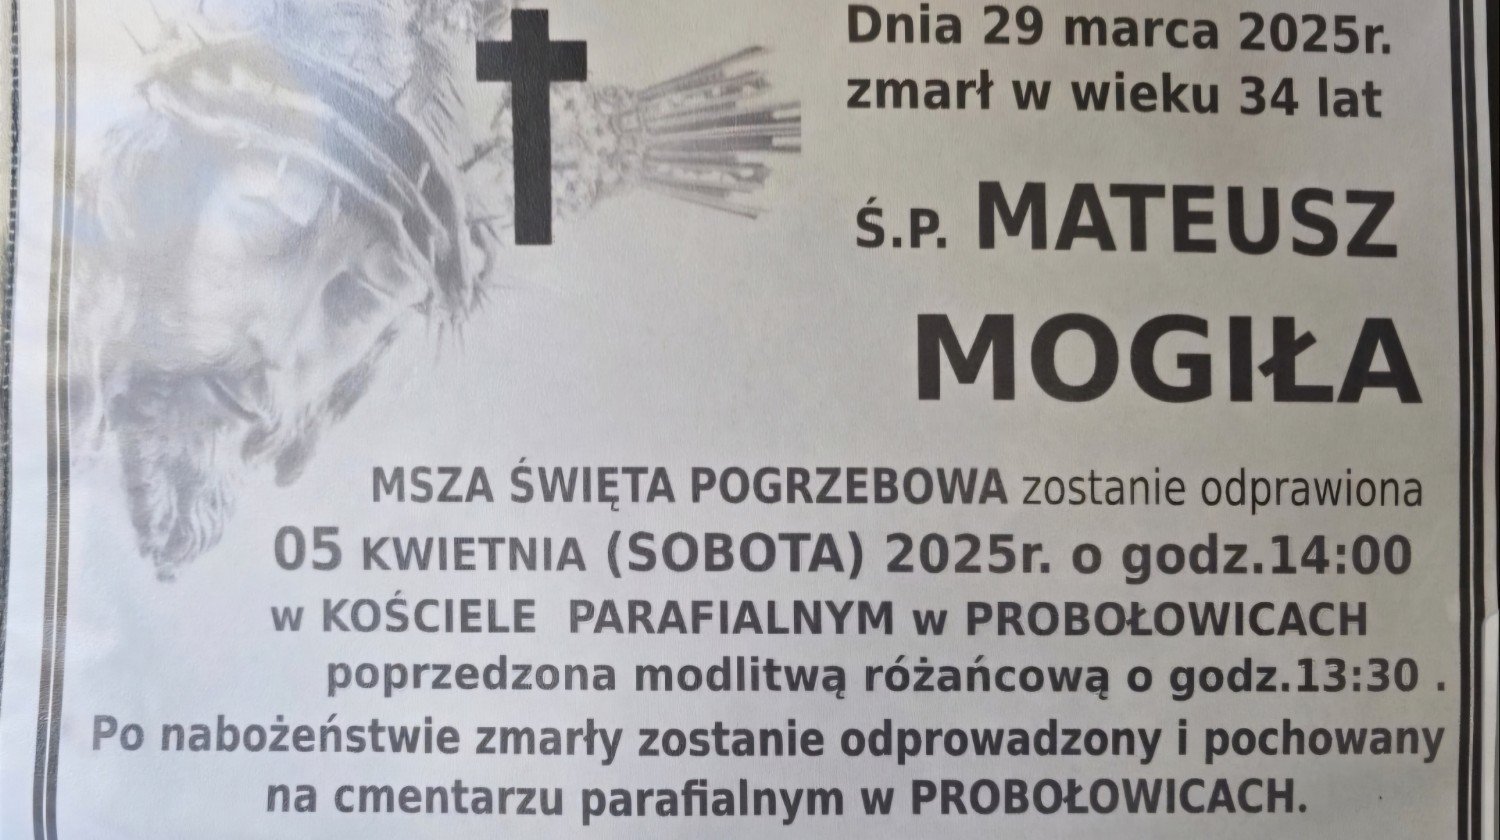 Dnia 29 marca 2025r.
zmarł w wieku 34 lat
Ś.P. MATEUSZ
MOGIŁA
MSZA ŚWIĘTA POGRZEBOWA zostanie odprawiona
05 KWIETNIA (SOBOTA) 2025r. o godz.14:00
w KOŚCIELE PARAFIALNYM w PROBOŁOWICACH
poprzedzona modlitwą różańcową o godz.13:30 .
Po nabożeństwie zmarły zostanie odprowadzony i pochowany
na cmentarzu parafialnym w PROBOŁOWICACH.